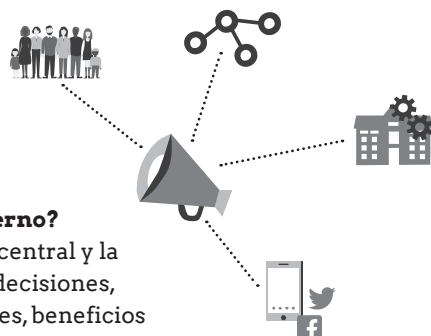 erno?
central y la
decisiones,
es, beneficios